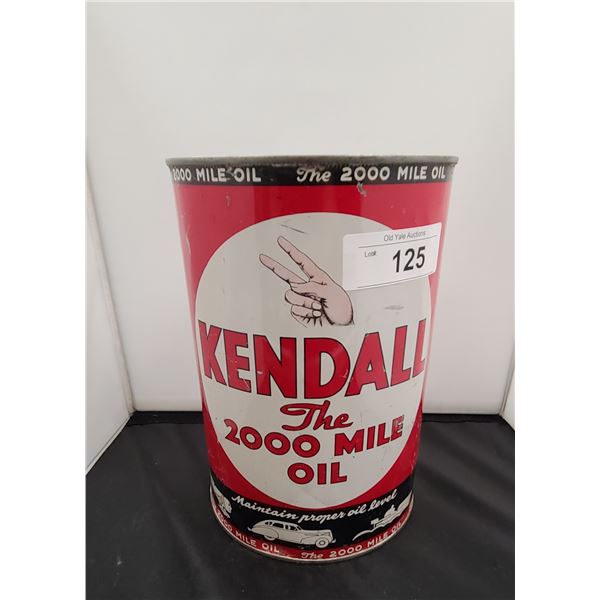 2000 MILE OIL The 2000 MILE OIL
Old Yale Auctions
Lot#: 125
KENDALL
The
2000 MILE
OIL
Maintain proper oil level
2000 MILE OIL The 2000 MILE OIL